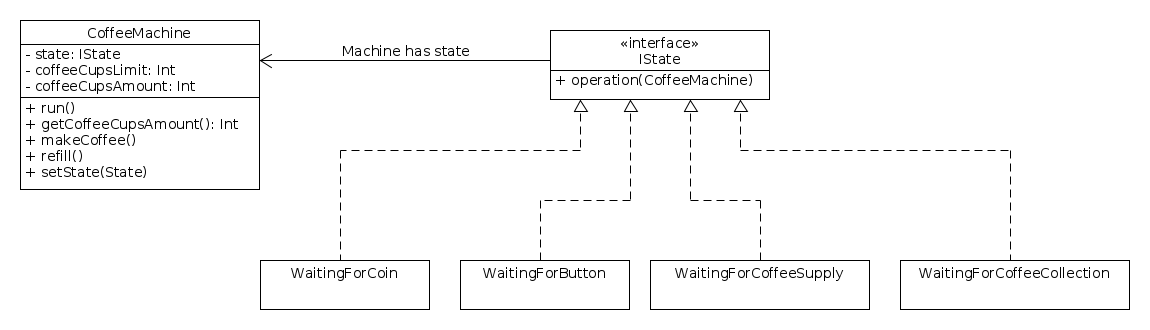 CoffeeMachine
- state: IState
- coffeeCupsLimit: Int
- coffeeCupsAmount: Int
+ run()
+ getCoffeeCupsAmount(): Int
+ makeCoffee()
+ refill()
+ setState(State)
Machine has state
«interface»
IState
+ operation(CoffeeMachine)
WaitingForCoin
WaitingForButton
WaitingForCoffeeSupply
WaitingForCoffeeCollection